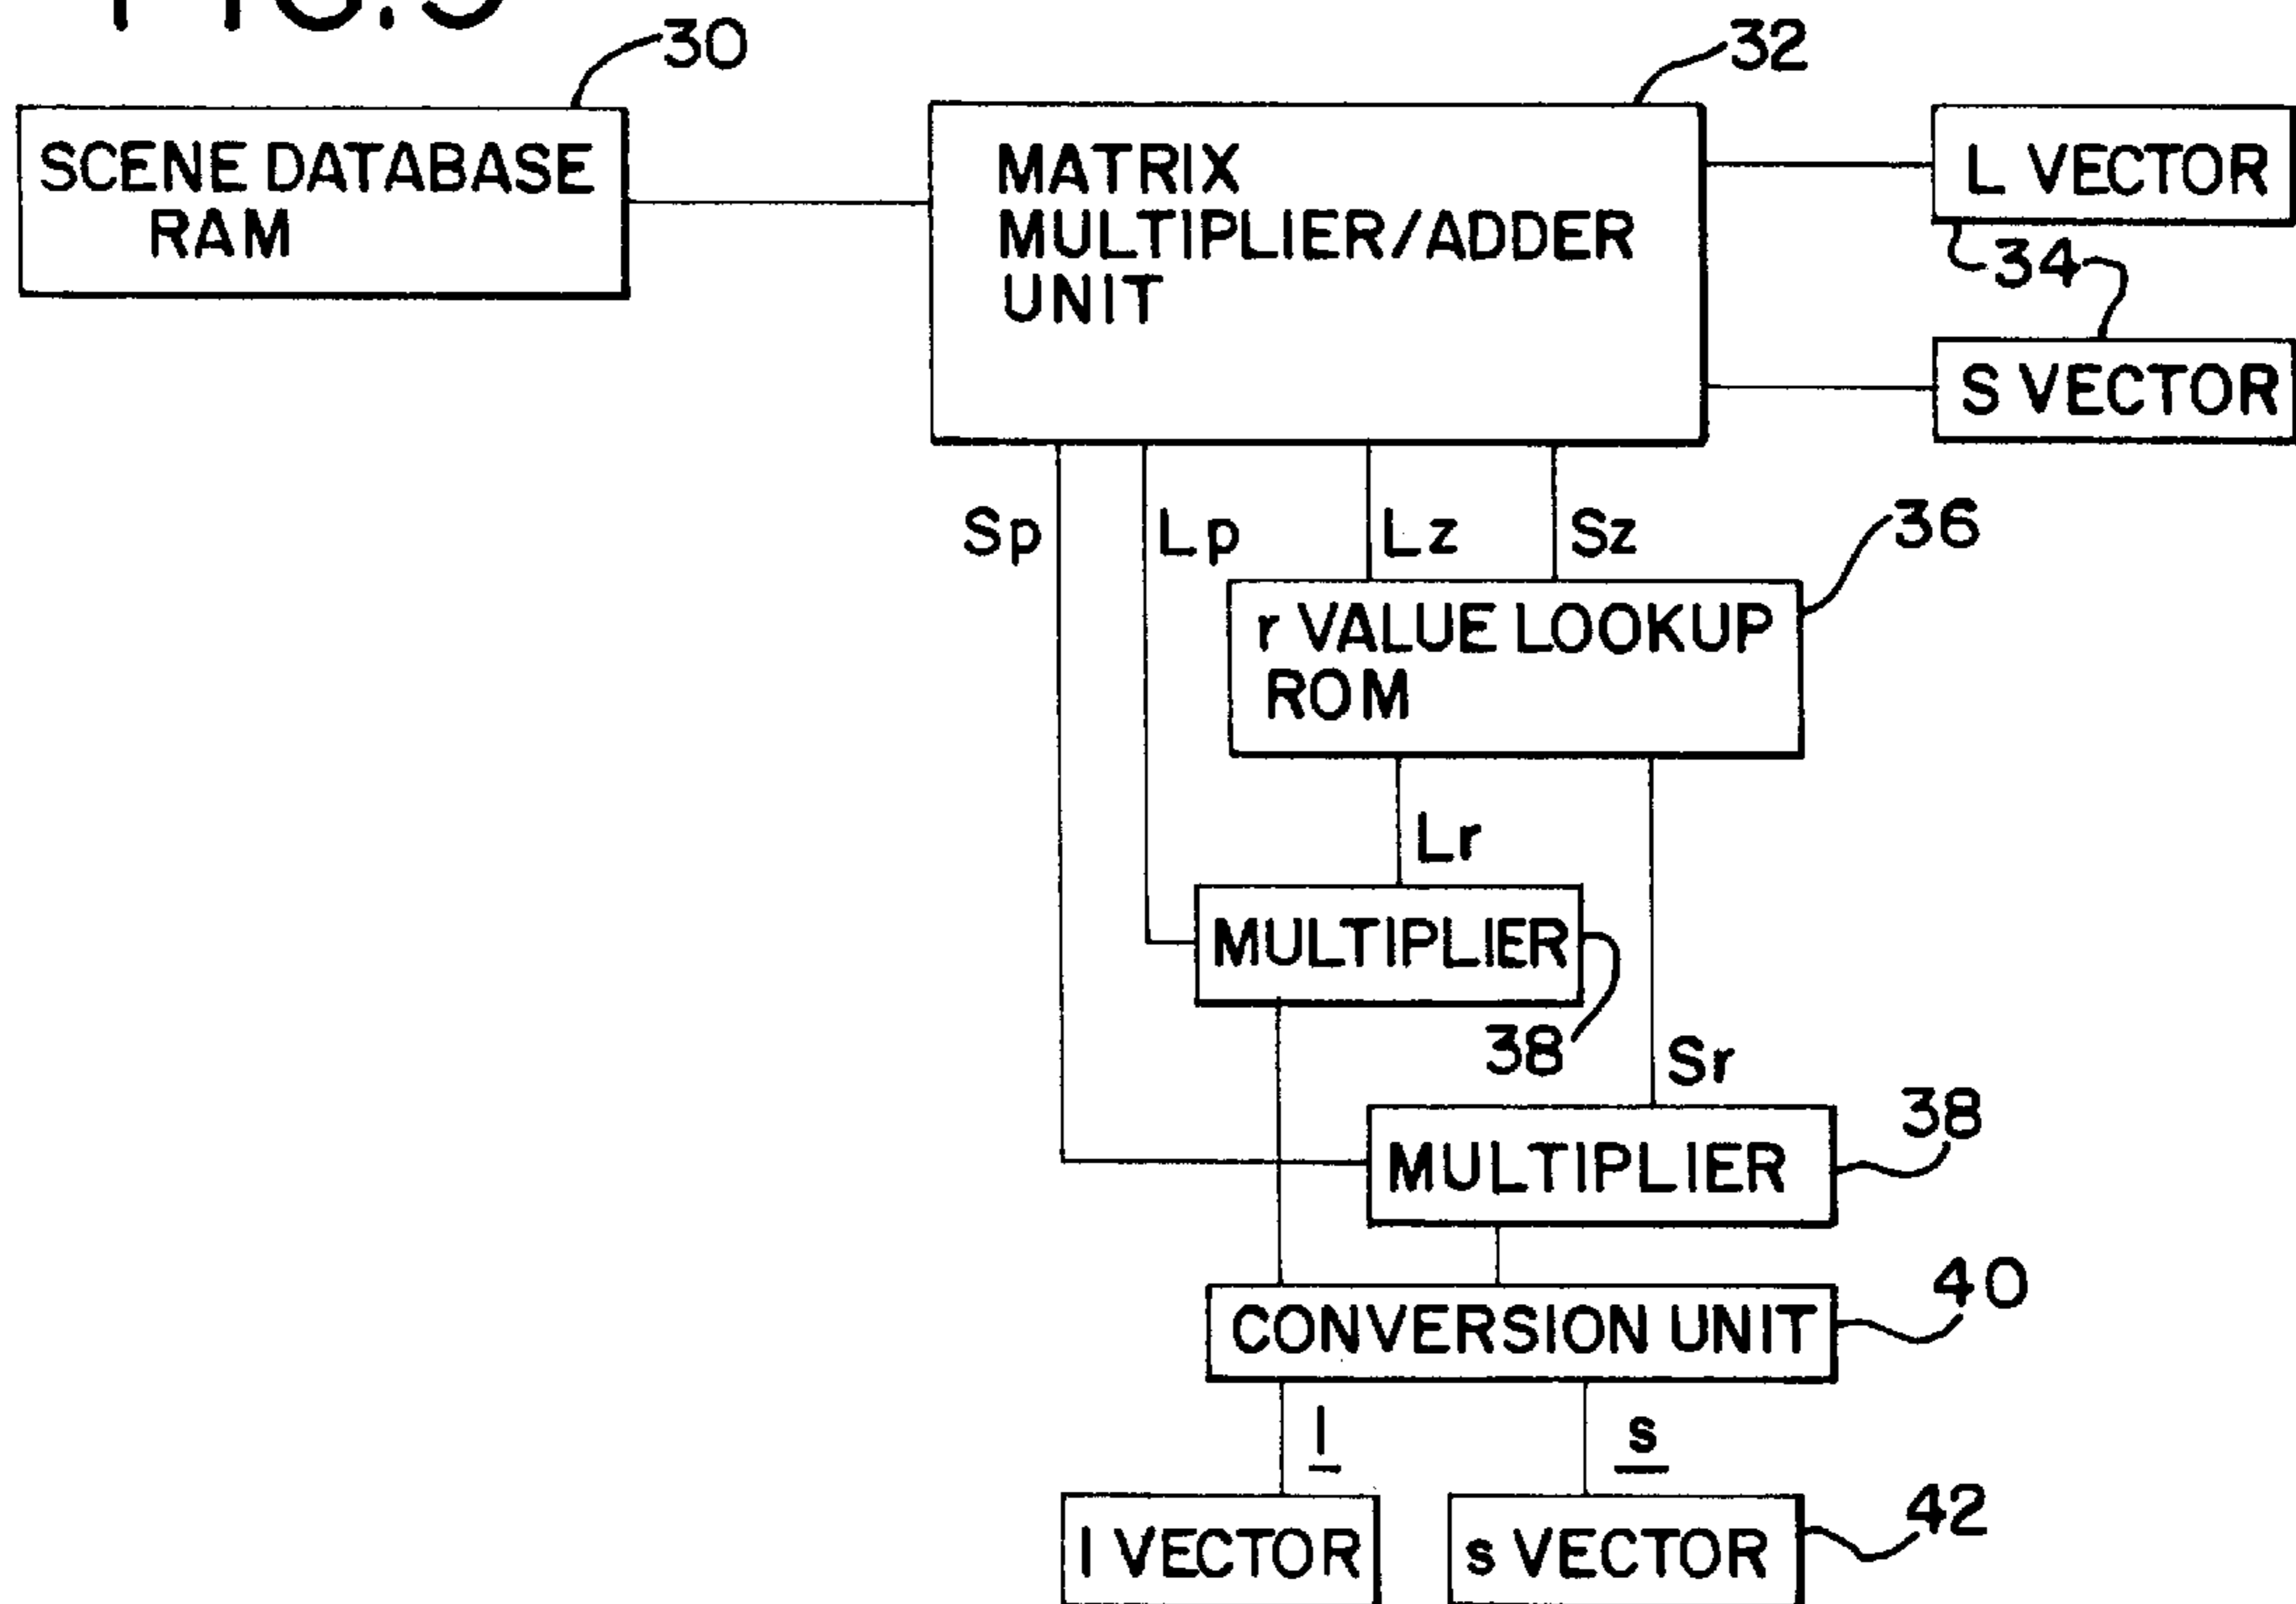 FIG.
30
32
SCENE DATABASE
RAM
MATRIX
MULTIPLIER/ADDER
UNIT
L VECTOR
34
S VECTOR
Sp
Lp
Lz
Sz
36
r VALUE LOOKUP
ROM
Lr
MULTIPLIER
38
Sr
38
MULTIPLIER
40
CONVERSION UNIT
l
s
l VECTOR
s VECTOR
42